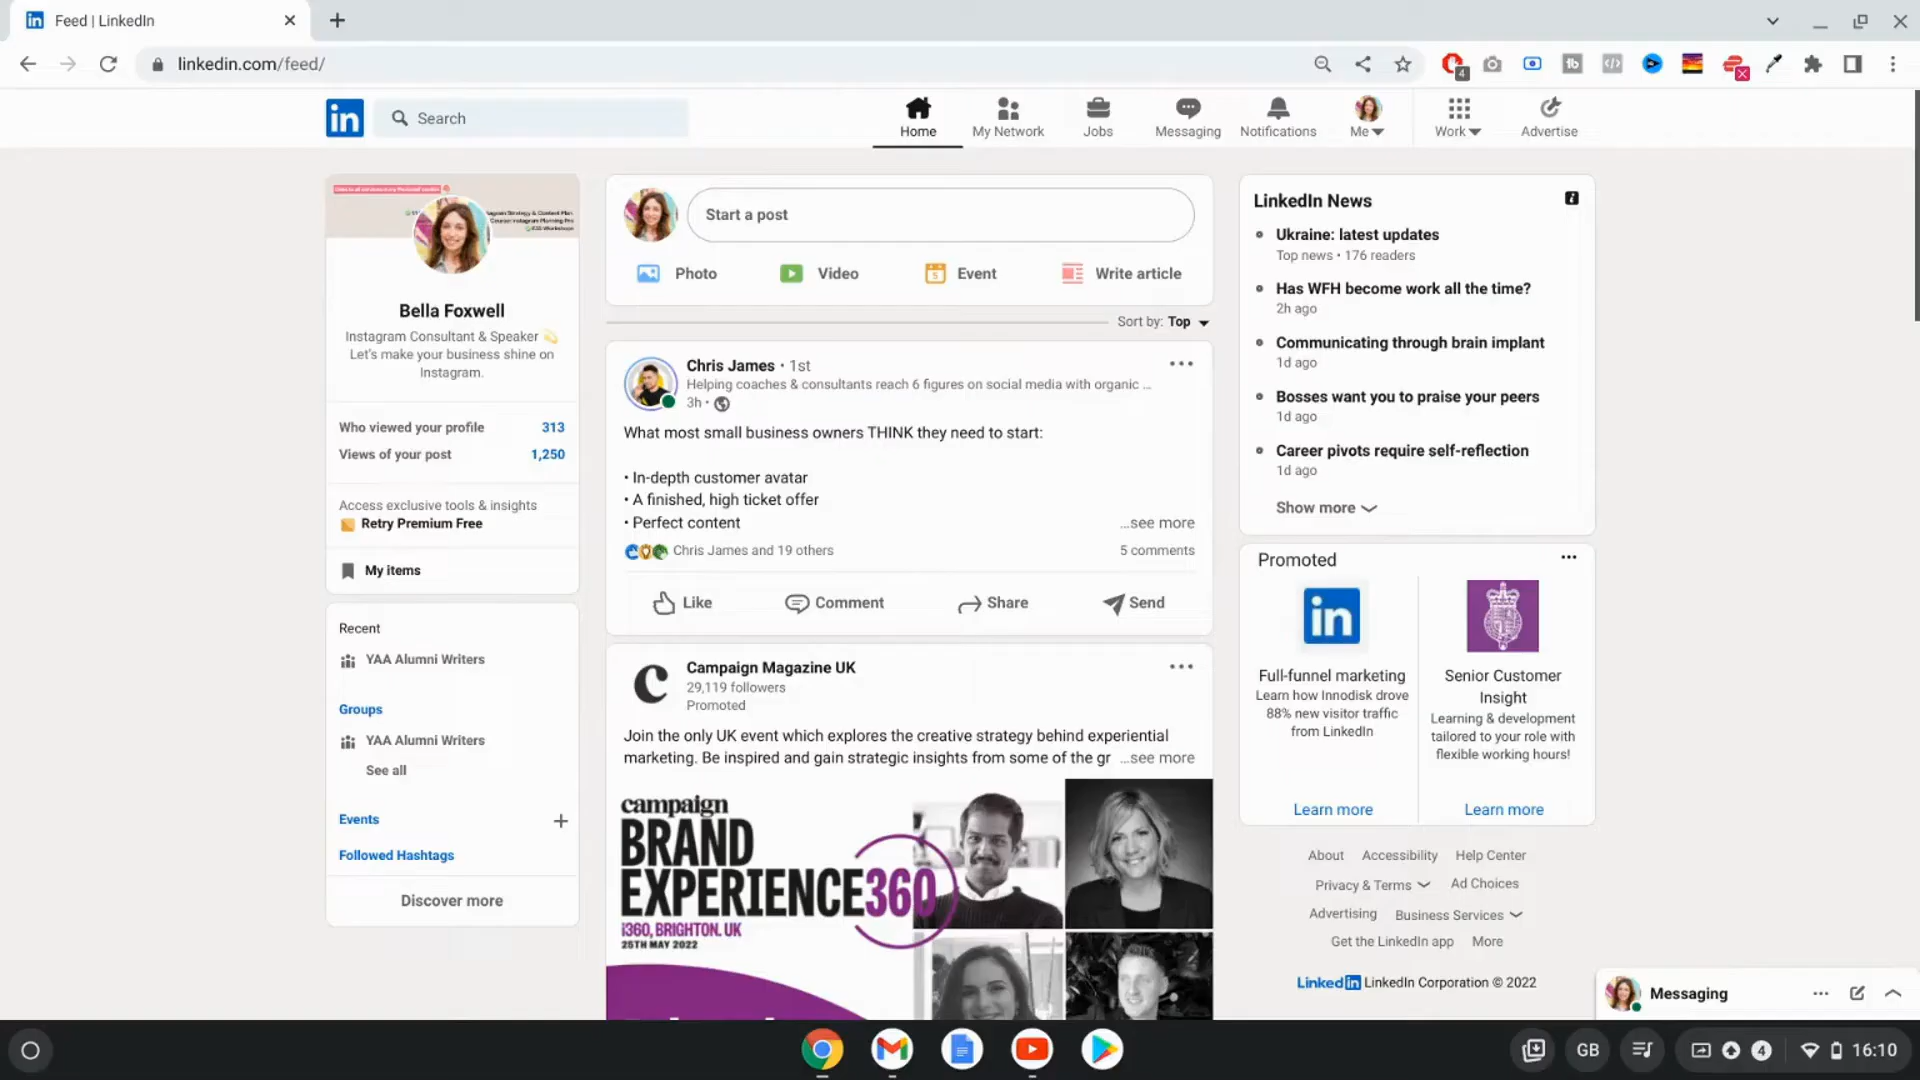 Feed | LinkedIn
linkedin.com/feed/
4
in
Search
Home
My Network
Jobs
Messaging
Notifications
Me
Work
Advertise
Course: Instagram Planning Pro
Bella Foxwell
Instagram Consultant & Speaker
Let's make your business shine on
Instagram.
Who viewed your profile 313
Views of your post 1,250
Access exclusive tools & insights
Retry Premium Free
My items
Recent
YAA Alumni Writers
Groups
YAA Alumni Writers
See all
Events
Followed Hashtags
Discover more
Start a post
Photo
Video
Event
Write article
Sort by: Top
Chris James • 1st
Helping coaches & consultants reach 6 figures on social media with organic ...
3h •
What most small business owners THINK they need to start:
• In-depth customer avatar
• A finished, high ticket offer
• Perfect content
...see more
Chris James and 19 others
5 comments
Like
Comment
Share
Send
Campaign Magazine UK
29,119 followers
Promoted
Join the only UK event which explores the creative strategy behind experiential
marketing. Be inspired and gain strategic insights from some of the gr ...see more
campaign
BRAND
EXPERIENCE360
i360, BRIGHTON. UK
25TH MAY 2022
LinkedIn News
Ukraine: latest updates
Top news • 176 readers
Has WFH become work all the time?
2h ago
Communicating through brain implant
1d ago
Bosses want you to praise your peers
1d ago
Career pivots require self-reflection
1d ago
Show more
Promoted
in
Full-funnel marketing
Learn how Innodisk drove
88% new visitor traffic
from LinkedIn
Learn more
Senior Customer
Insight
Learning & development
tailored to your role with
flexible working hours!
Learn more
About
Accessibility
Help Center
Privacy & Terms
Ad Choices
Advertising
Business Services
Get the LinkedIn app
More
LinkedIn LinkedIn Corporation © 2022
Messaging
GB
4
16:10